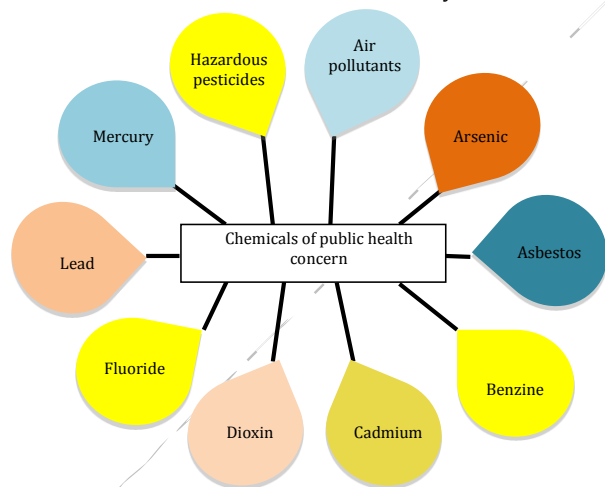 Hazardous
pesticides
Air
pollutants
Mercury
Arsenic
Chemicals of public health
concern
Lead
Asbestos
Fluoride
Benzine
Dioxin
Cadmium